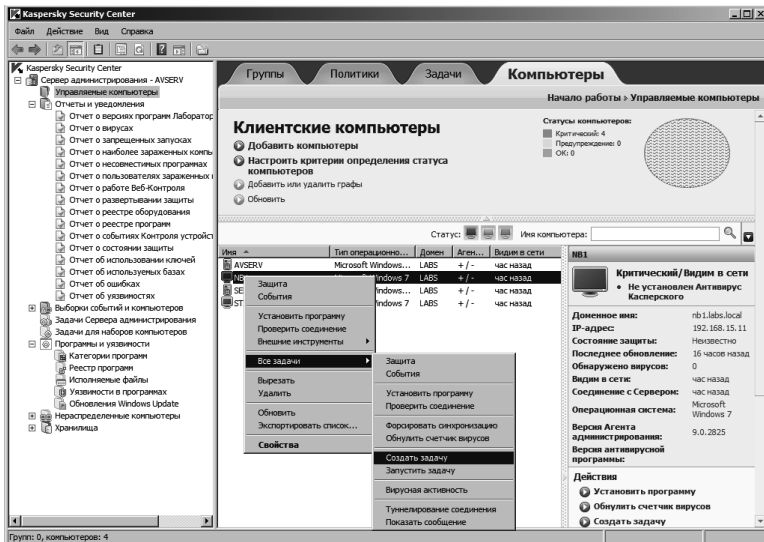 Kaspersky Security Center
Файл Действие Вид Справка
Kaspersky Security Center
Сервер администрирования - AVSERV
Управляемые компьютеры
Отчеты и уведомления
Отчет о версиях программ Лаборатор
Отчет о вирусах
Отчет о запрещенных запусках
Отчет о наиболее зараженных компь
Отчет о несовместимых программах
Отчет о пользователях зараженных к
Отчет о работе Веб-Контроля
Отчет о развертывании защиты
Отчет о реестре оборудования
Отчет о реестре программ
Отчет о событиях Контроля устройст
Отчет о состоянии защиты
Отчет об использовании ключей
Отчет об используемых базах
Отчет об ошибках
Отчет об уязвимостях
Выборки событий и компьютеров
Задачи Сервера администрирования
Задачи для наборов компьютеров
Программы и уязвимости
Категории программ
Реестр программ
Исполняемые файлы
Уязвимости в программах
Обновления Windows Update
Нераспределенные компьютеры
Хранилища
Группы Политики Задачи Компьютеры
Начало работы › Управляемые компьютеры
Клиентские компьютеры
Добавить компьютеры
Настроить критерии определения статуса
компьютеров
Добавить или удалить графы
Обновить
Статусы компьютеров:
Критический: 4
Предупреждение: 0
OK: 0
Статус: Имя компьютера:
Имя Тип операционно... Домен Аген... Видим в сети
AVSERV Microsoft Windows... LABS + / - час назад
LABS + / - час назад
LABS + / - час назад
LABS + / - час назад
Защита
События
Установить программу
Проверить соединение
Внешние инструменты
Все задачи
Вырезать
Удалить
Обновить
Экспортировать список...
Свойства
Защита
События
Установить программу
Проверить соединение
Форсировать синхронизацию
Обнулить счетчик вирусов
Создать задачу
Запустить задачу
Вирусная активность
Туннелирование соединения
Показать сообщение
NB1
Критический/
Видим в сети
• Не установлен Антивирус
Касперского
Доменное имя: nb1.labs.local
IP-адрес: 192.168.15.11
Состояние защиты: Неизвестно
Последнее обновление: 16 часов назад
Обнаружено вирусов: 0
Видим в сети: час назад
Соединение с Сервером: час назад
Операционная система: Microsoft
Windows 7
Версия Агента
администрирования: 9.0.2825
Версия антивирусной
программы:
Действия
Установить программу
Обнулить счетчик вирусов
Создать задачу
Групп: 0, компьютеров: 4